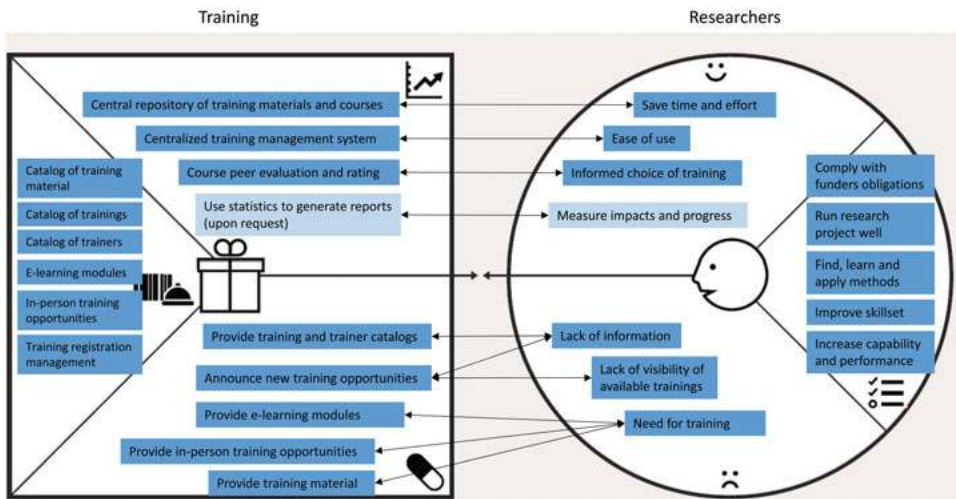 Training
Researchers
Central repository of training materials and courses
Centralized training management system
Course peer evaluation and rating
Use statistics to generate reports
(upon request)
Catalog of training
material
Catalog of trainings
Catalog of trainers
E-learning modules
In-person training
opportunities
Training registration
management
Provide training and trainer catalogs
Announce new training opportunities
Provide e-learning modules
Provide in-person training opportunities
Provide training material
Save time and effort
Ease of use
Informed choice of training
Measure impacts and progress
Lack of information
Lack of visibility of
available trainings
Need for training
Comply with
funders obligations
Run research
project well
Find, learn and
apply methods
Improve skillset
Increase capability
and performance